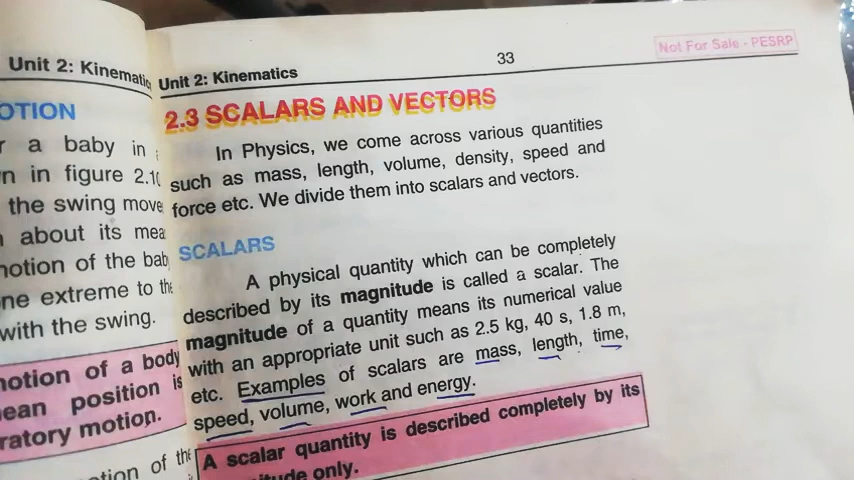 Unit 2: Kinematic
OTION
a baby in
n in figure 2.10
the swing move
about its mea
notion of the bab
ne extreme to the
with the swing.
notion of a body
ean position is
ratory motion.
otion of the
Unit 2: Kinematics
33
Not For Sale - PESRP
2.3 SCALARS AND VECTORS
In Physics, we come across various quantities
such as mass, length, volume, density, speed and
force etc. We divide them into scalars and vectors.
SCALARS
A physical quantity which can be completely
described by its magnitude is called a scalar. The
magnitude of a quantity means its numerical value
with an appropriate unit such as 2.5 kg, 40 s, 1.8 m,
etc. Examples of scalars are mass, length, time,
speed, volume, work and energy.
A scalar quantity is described completely by its
itude only.